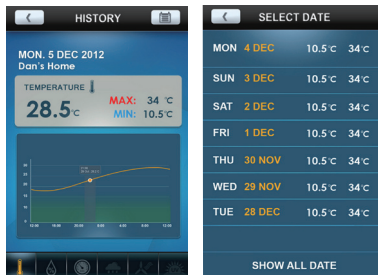 HISTORY
MON. 5 DEC 2012
Dan's Home
TEMPERATURE
28.5°C
MAX: 34 °C
MIN: 10.5°C
SELECT DATE
MON 4 DEC 10.5°C 34°C
SUN 3 DEC 10.5°C 34°C
SAT 2 DEC 10.5°C 34°C
FRI 1 DEC 10.5°C 34°C
THU 30 NOV 10.5°C 34°C
WED 29 NOV 10.5°C 34°C
TUE 28 DEC 10.5°C 34°C
SHOW ALL DATE